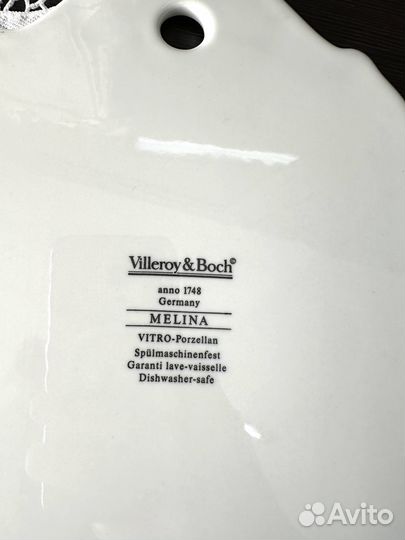 Villeroy & Boch©
anno 1748
Germany
MELINA
VITRO-Porzellan
Spülmaschinenfest
Garanti lave-vaisselle
Dishwasher-safe
Avito